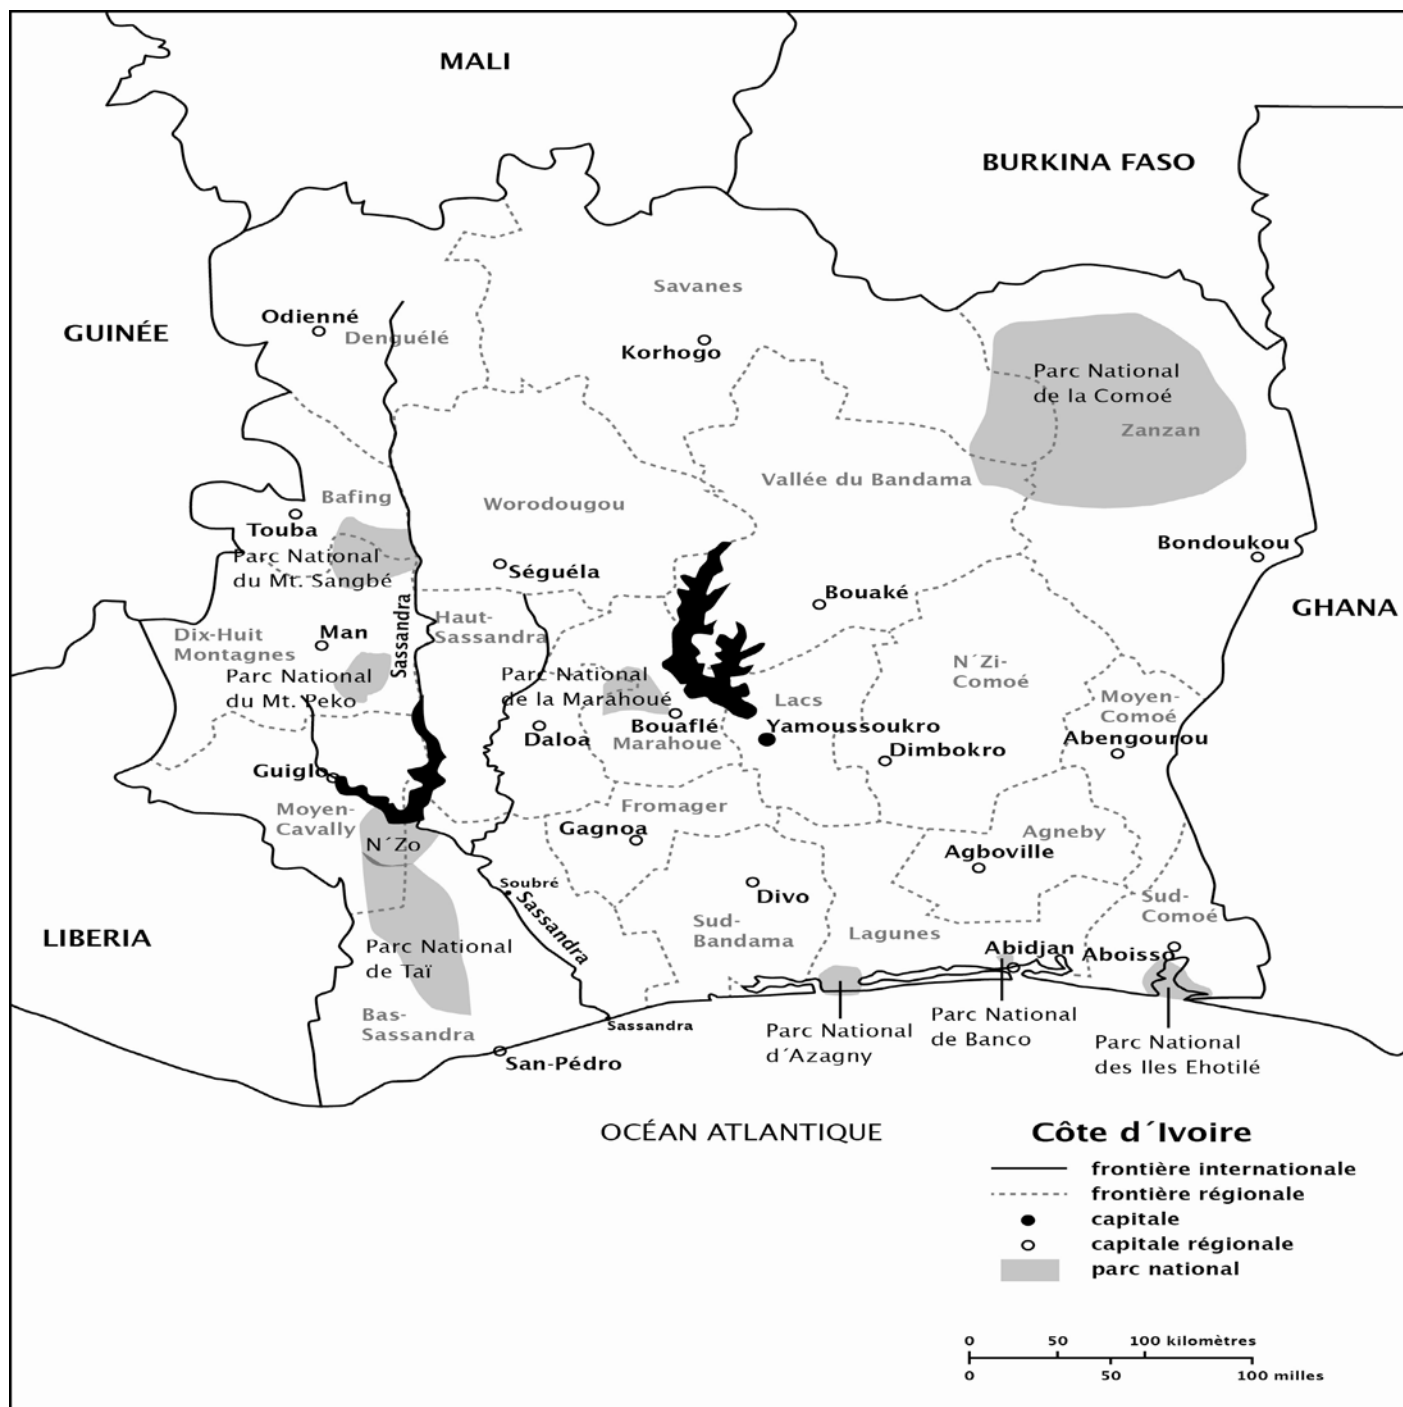 MALI
BURKINA FASO
Savanes
Odienné
GUINÉE
Denguélé
Korhogo
Parc National
de la Comoé
Zanzan
Vallée du Bandama
Bafing
Worodougou
Touba
Bondoukou
Parc National
du Mt. Sangbé
Séguéla
Bouaké
GHANA
Sassandra
Haut-
Sassandra
Dix-Huit
Montagnes
Man
N´Zi-
Comoé
Parc National
du Mt. Peko
Parc National
de la Marahoué
Lacs
Moyen-
Comoé
Bouaflé
Yamoussoukro
Daloa
Marahoue
Dimbokro
Abengourou
Guiglo
Moyen-
Cavally
Fromager
Gagnoa
Agneby
N´Zo
Agboville
Soubré
Divo
Sud-
Comoé
Sassandra
Sud-
Bandama
Lagunes
LIBERIA
Parc National
de Taï
Abidjan
Aboisso
Bas-
Sassandra
Sassandra
Parc National
d´Azagny
Parc National
de Banco
Parc National
des Iles Ehotilé
San-Pédro
OCÉAN ATLANTIQUE
Côte d´Ivoire
frontière internationale
frontière régionale
capitale
capitale régionale
parc national
0 50 100 kilomètres
0 50 100 milles